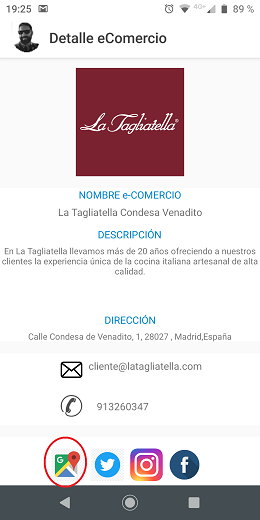 19:25
4G+
89 %
Detalle eComercio
La Tagliatella®
NOMBRE e-COMERCIO
La Tagliatella Condesa Venadito
DESCRIPCIÓN
En La Tagliatella llevamos más de 20 años ofreciendo a nuestros
clientes la experiencia única de la cocina italiana artesanal de alta
calidad.
DIRECCIÓN
Calle Condesa de Venadito, 1, 28027 , Madrid,España
cliente@latagliatella.com
913260347